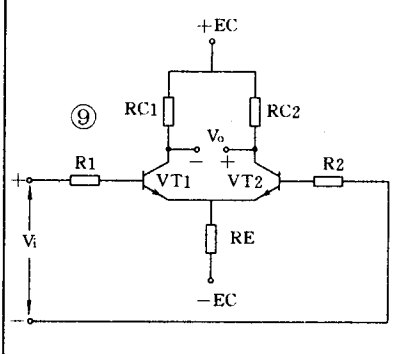 +EC
⑨
RC1
RC2
Vo
− +
R1
VT1
VT2
R2
+
Vi
RE
−EC
−